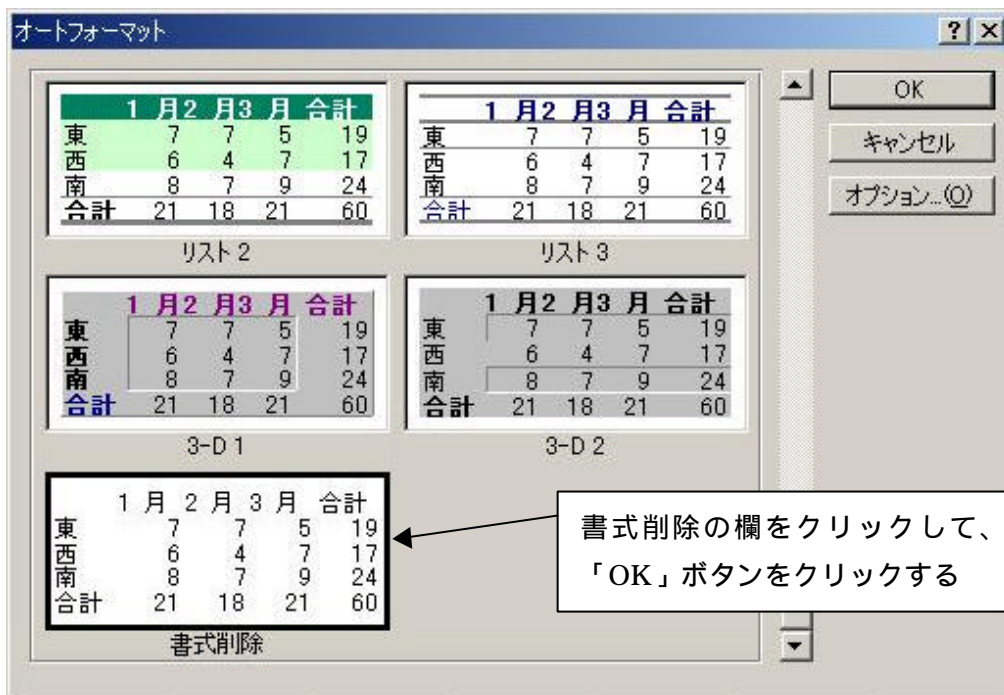 オートフォーマット
OK
キャンセル
オプション...(O)
1 月2 月3 月 合計
東 7 7 5 19
西 6 4 7 17
南 8 7 9 24
合計 21 18 21 60
リスト 2
1 月2 月3 月 合計
東 7 7 5 19
西 6 4 7 17
南 8 7 9 24
合計 21 18 21 60
リスト 3
1 月2 月3 月 合計
東 7 7 5 19
西 6 4 7 17
南 8 7 9 24
合計 21 18 21 60
3-D 1
1 月2 月3 月 合計
東 7 7 5 19
西 6 4 7 17
南 8 7 9 24
合計 21 18 21 60
3-D 2
1 月 2 月 3 月 合計
東 7 7 5 19
西 6 4 7 17
南 8 7 9 24
合計 21 18 21 60
書式削除
書式削除の欄をクリックして、
「OK」ボタンをクリックする